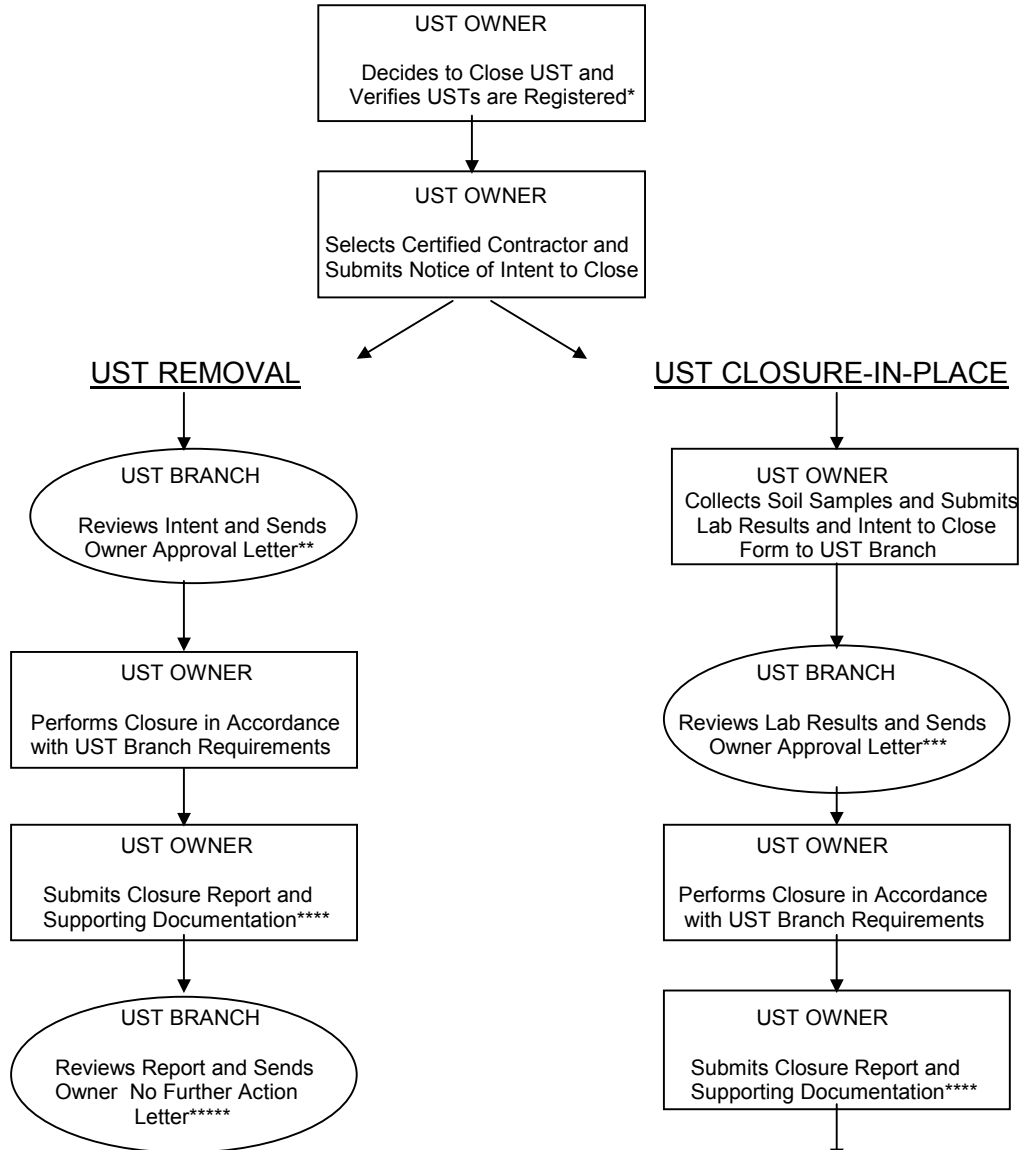 UST OWNER
Decides to Close UST and
Verifies USTs are Registered*
UST OWNER
Selects Certified Contractor and
Submits Notice of Intent to Close
UST REMOVAL
UST BRANCH
Reviews Intent and Sends
Owner Approval Letter**
UST OWNER
Performs Closure in Accordance
with UST Branch Requirements
UST OWNER
Submits Closure Report and
Supporting Documentation****
UST BRANCH
Reviews Report and Sends
Owner No Further Action
Letter*****
UST CLOSURE-IN-PLACE
UST OWNER
Collects Soil Samples and Submits
Lab Results and Intent to Close
Form to UST Branch
UST BRANCH
Reviews Lab Results and Sends
Owner Approval Letter***
UST OWNER
Performs Closure in Accordance
with UST Branch Requirements
UST OWNER
Submits Closure Report and
Supporting Documentation****